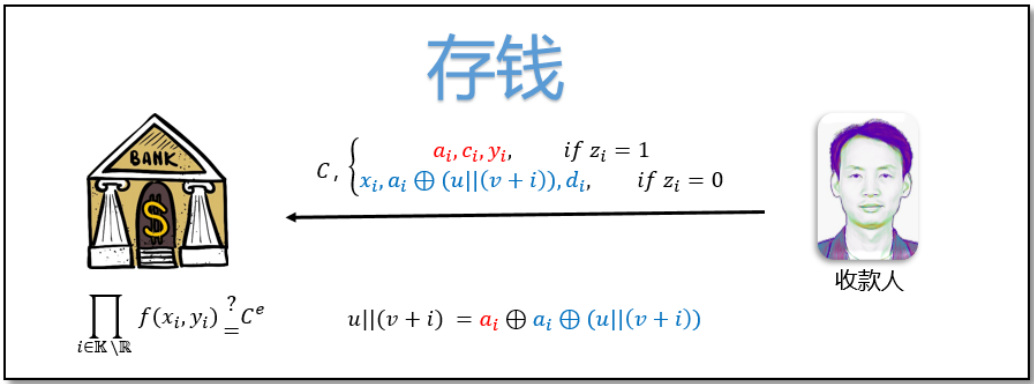 存钱
BANK
$
C, { a_i, c_i, y_i, if z_i = 1
x_i, a_i ⊕ (u||(v + i)), d_i, if z_i = 0
收款人
∏_{i∈𝕂\ℝ} f(x_i, y_i) ≟ C^e
u||(v + i) = a_i ⊕ a_i ⊕ (u||(v + i))